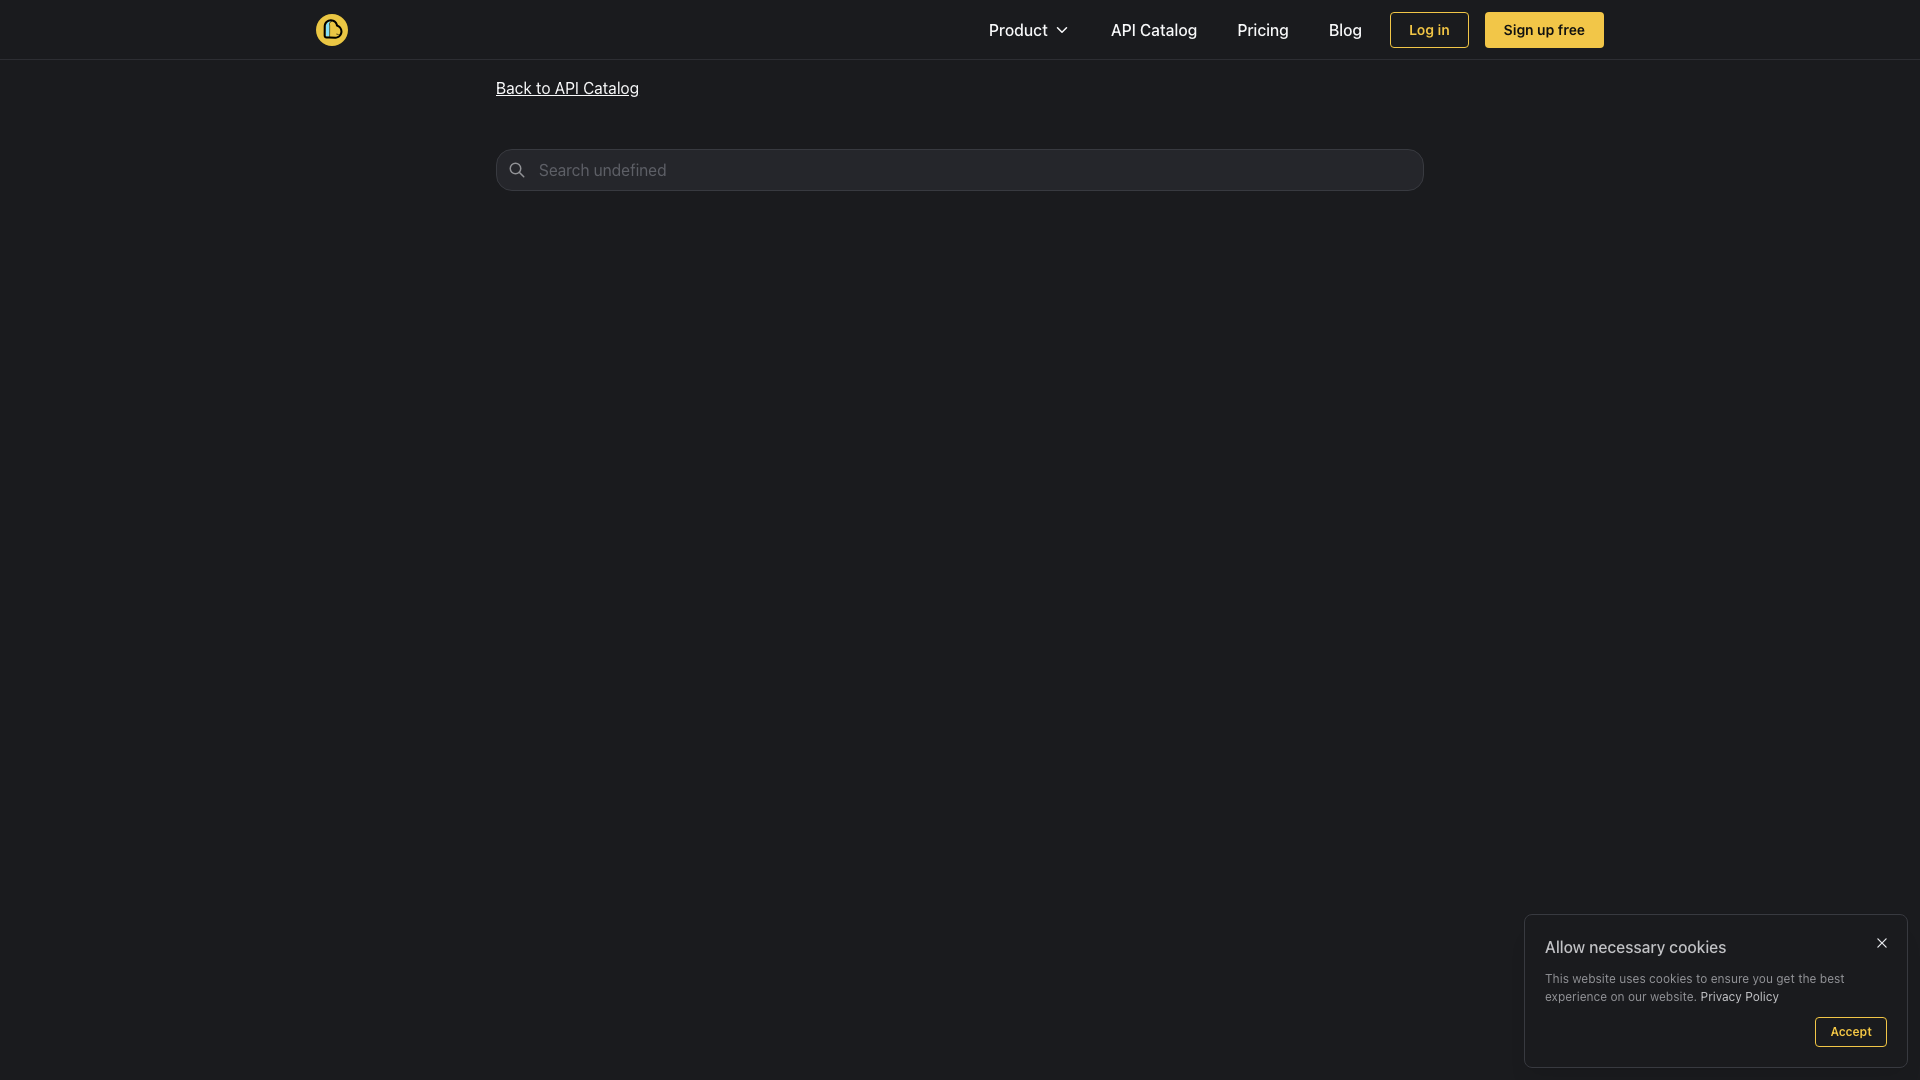 Product
API Catalog
Pricing
Blog
Log in
Sign up free
Back to API Catalog
Search undefined
Allow necessary cookies
This website uses cookies to ensure you get the best
experience on our website. Privacy Policy
Accept